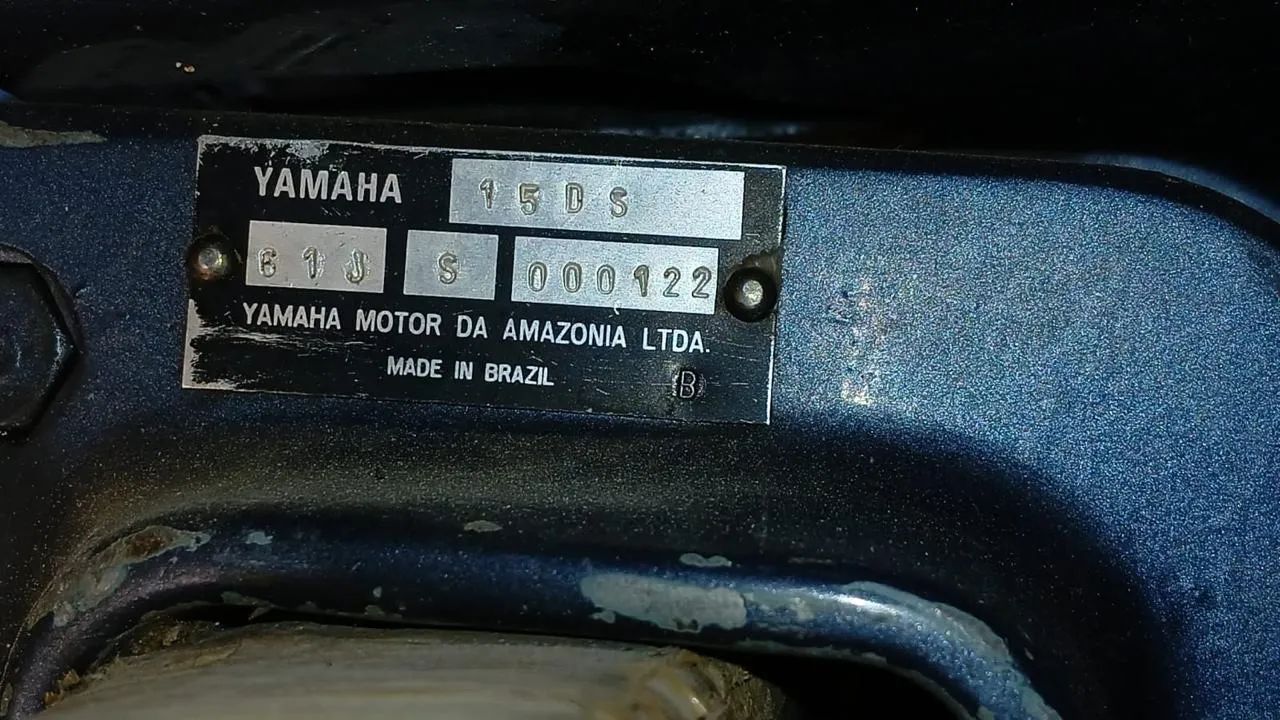 YAMAHA 15DS
61J S 000122
YAMAHA MOTOR DA AMAZONIA LTDA.
MADE IN BRAZIL B